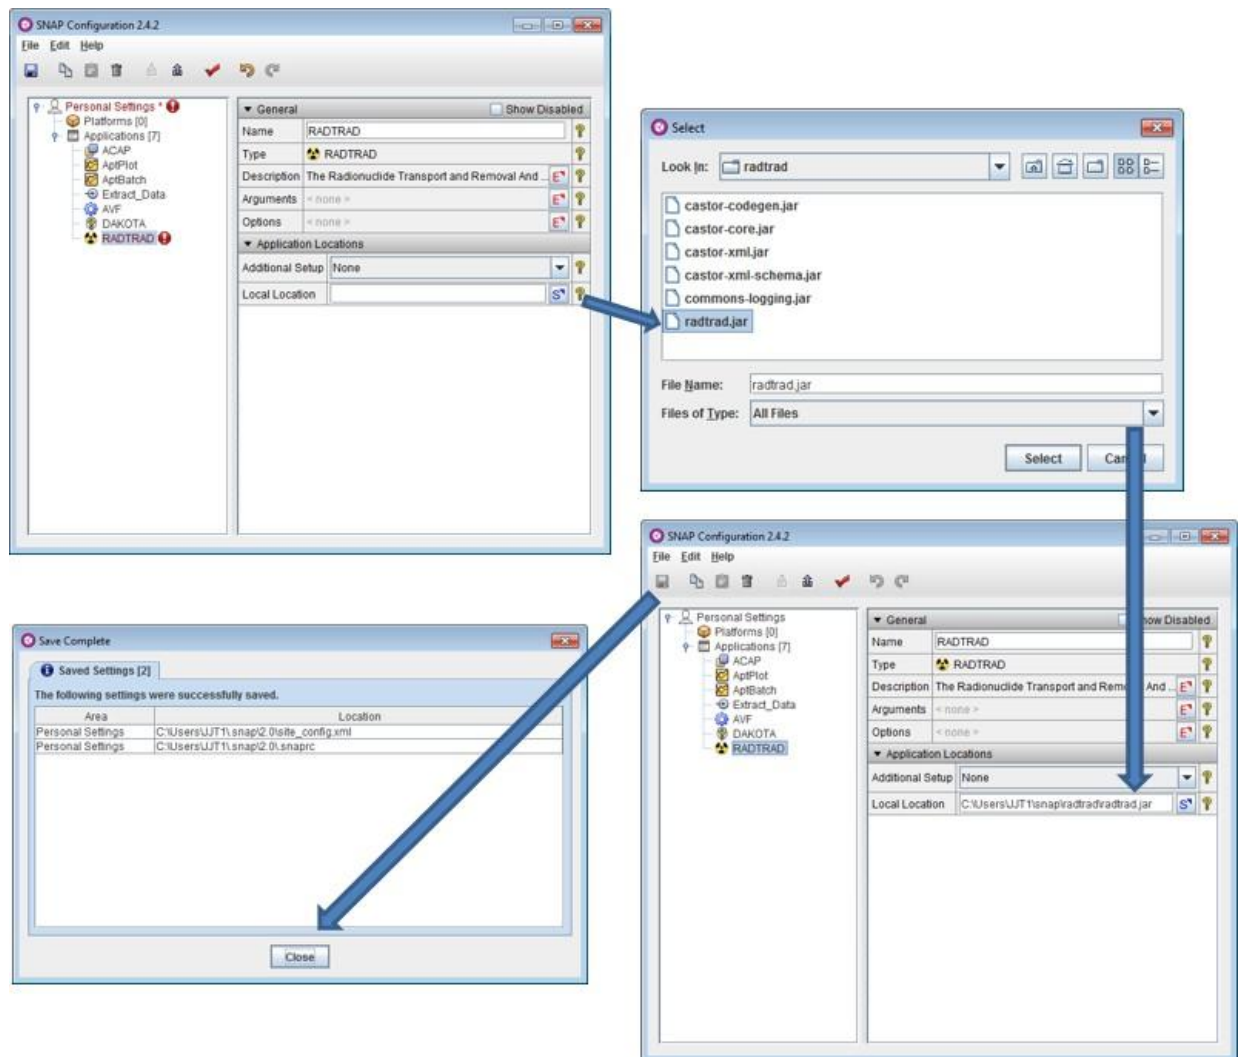 SNAP Configuration 2.4.2
File Edit Help
Personal Settings *
Platforms [0]
Applications [7]
ACAP
AptPlot
AptBatch
Extract_Data
AVF
DAKOTA
RADTRAD
General Show Disabled
Name RADTRAD
Type RADTRAD
Description The Radionuclide Transport and Removal And ... E
Arguments < none > E
Options < none > E
Application Locations
Additional Setup None
Local Location S
Select
Look In: radtrad
castor-codegen.jar
castor-core.jar
castor-xml.jar
castor-xml-schema.jar
commons-logging.jar
radtrad.jar
File Name: radtrad.jar
Files of Type: All Files
Select
Save Complete
Saved Settings [2]
The following settings were successfully saved.
Area Location
Personal Settings C:\Users\JJT1\.snap\2.0\site_config.xml
Personal Settings C:\Users\JJT1\.snap\2.0\.snaprc
Close
SNAP Configuration 2.4.2
File Edit Help
Personal Settings
Platforms [0]
Applications [7]
ACAP
AptPlot
AptBatch
Extract_Data
AVF
DAKOTA
RADTRAD
General Disabled
Name RADTRAD
Type RADTRAD
Description The Radionuclide Transport and And ... E
Arguments < none > E
Options < none > E
Application Locations
Additional Setup None
Local Location C:\Users\JJT1\snap\radtrad\radtrad.jar S